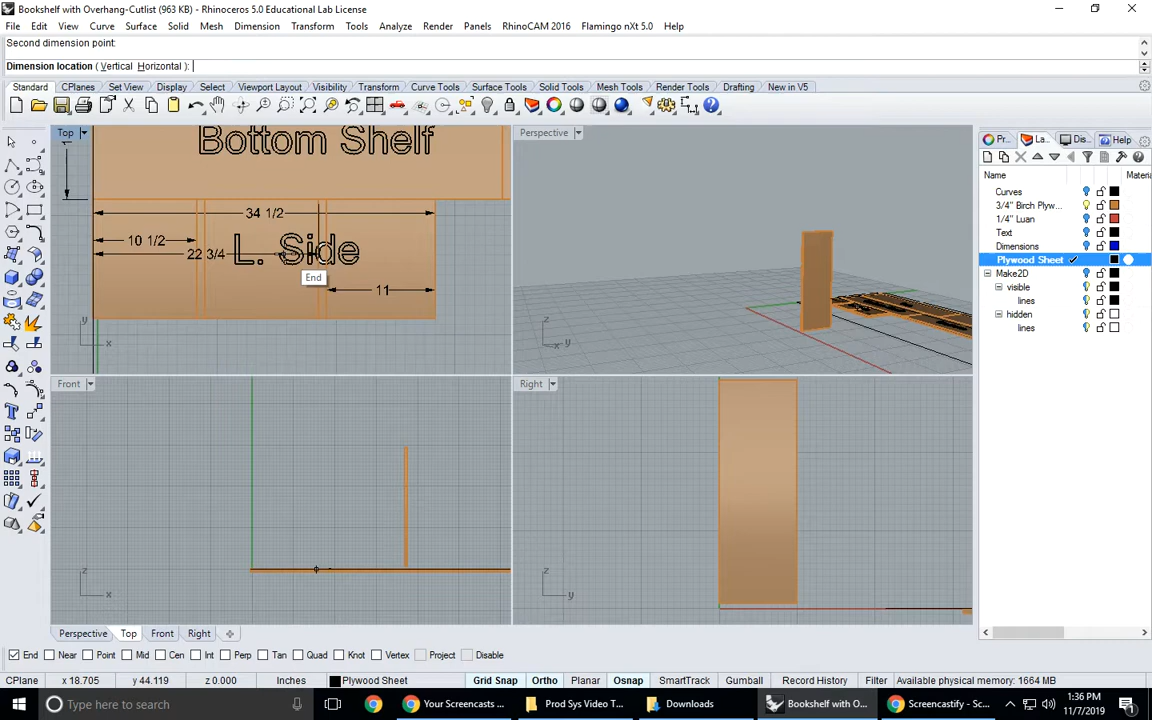 Bookshelf with Overhang-Cutlist (963 KB) - Rhinoceros 5.0 Educational Lab License
File Edit View Curve Surface Solid Mesh Dimension Transform Tools Analyze Render Panels Bookshelf RhinoCAM 2016 Flamingo nXt 5.0 Help
Second dimension point:
Dimension location ( Vertical Horizontal ):
Standard CPlanes Set View Display Select Viewport Layout Visibility Transform Curve Tools Surface Tools Solid Tools Mesh Tools Render Tools Drafting New in V5
Top
Bottom Shelf
34 1/2
10 1/2
22 3/4
L. Side
End
11
y
x
Perspective
z
x y
Front
z
x
Right
z
y
Pr... La... Dis... Help
Name Materi
Curves
3/4" Birch Plyw...
1/4" Luan
Text
Dimensions
Plywood Sheet
Make2D
visible
lines
hidden
lines
Perspective Top Front Right
End Near Point Mid Cen Int Perp Tan Quad Knot Vertex Project Disable
CPlane x 18.705 y 44.119 z 0.000 Inches Plywood Sheet Grid Snap Ortho Planar Osnap SmartTrack Gumball Record History Filter Available physical memory: 1664 MB
Type here to search
Your Screencasts ... Prod Sys Video T... Downloads Bookshelf with O... Screencastify - Sc...
1:36 PM
11/7/2019
1